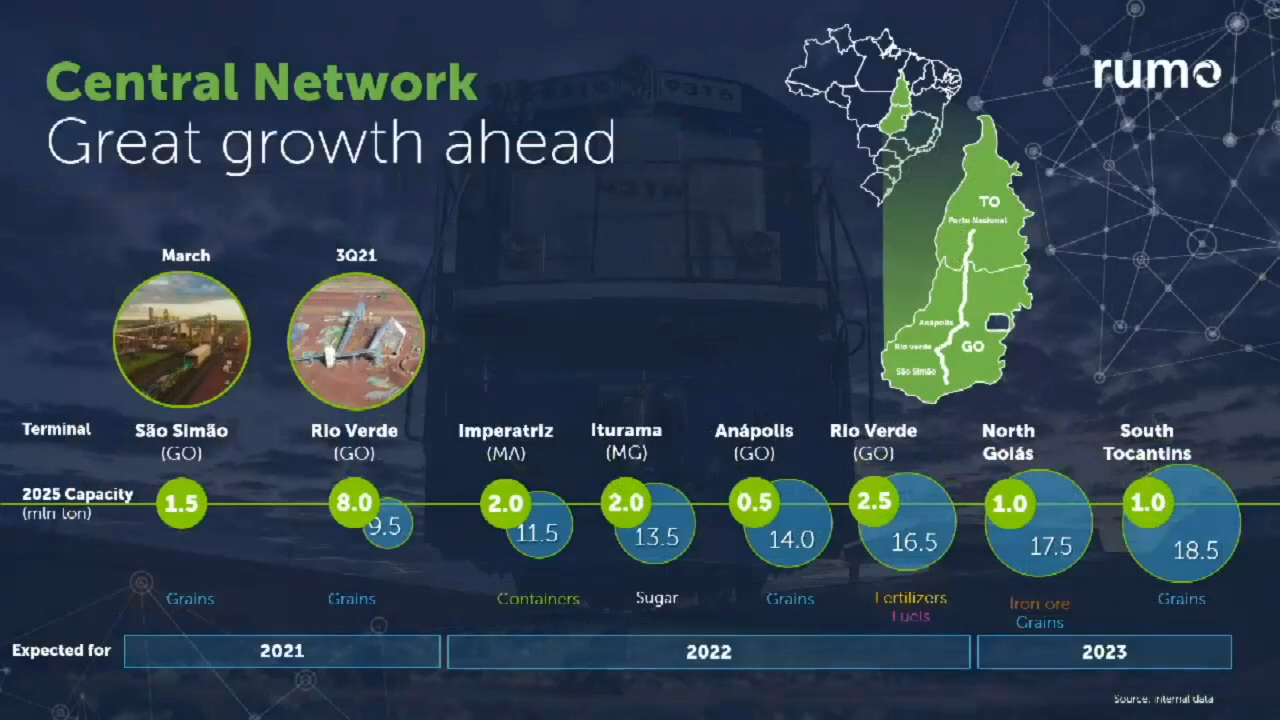 Central Network
Great growth ahead
rumo
9316
9316
TO
Porto Nacional
Anápolis
Rio Verde
GO
São Simão
March
3Q21
Terminal
São Simão
(GO)
Rio Verde
(GO)
Imperatriz
(MA)
Iturama
(MG)
Anápolis
(GO)
Rio Verde
(GO)
North
Goiás
South
Tocantins
2025 Capacity
(mln ton)
1.5
8.0
9.5
2.0
11.5
2.0
13.5
0.5
14.0
2.5
16.5
1.0
17.5
1.0
18.5
Grains
Grains
Containers
Sugar
Grains
Fertilizers
Fuels
Iron ore
Grains
Grains
Expected for
2021
2022
2023
Source: internal data